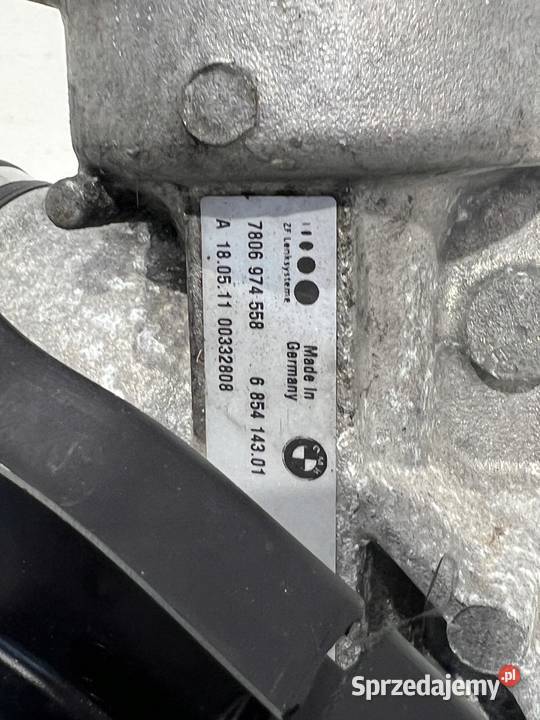 ZF Lenksysteme
Made in
Germany
BMW
7806 974 558 6 854 143.01
A 18.05.11 00332808
Sprzedajemy.pl